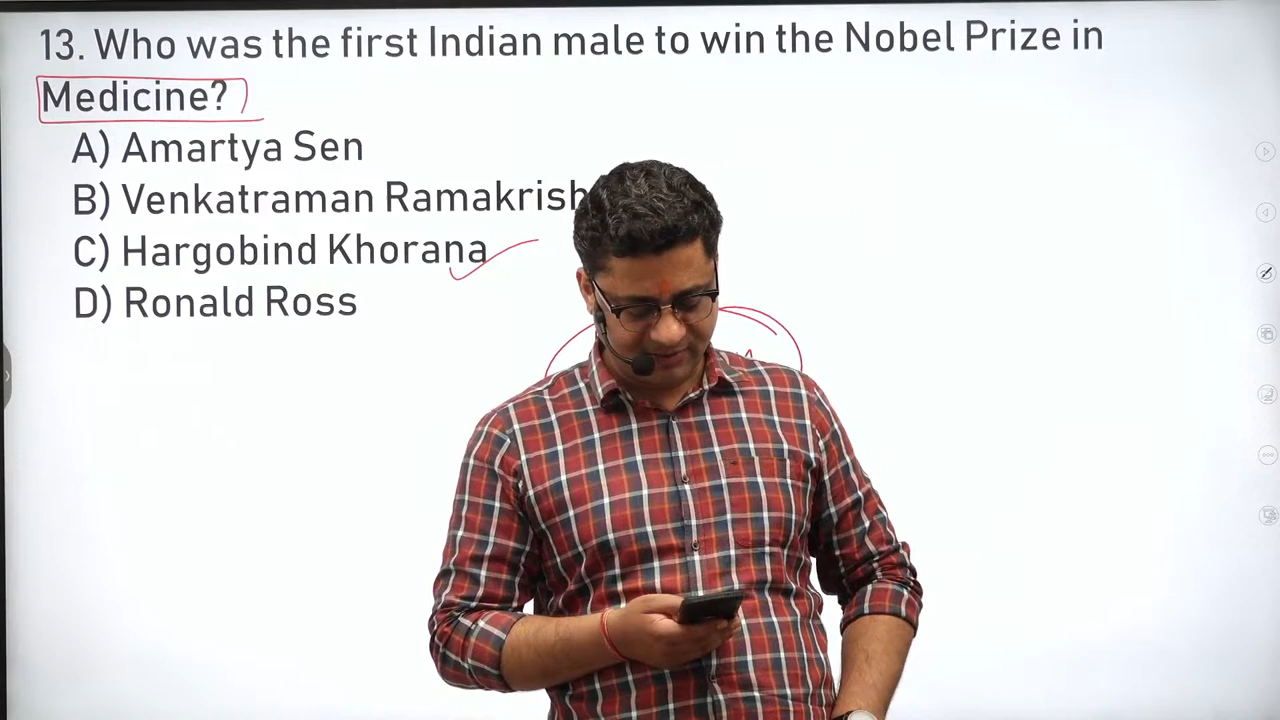 13. Who was the first Indian male to win the Nobel Prize in
Medicine?
A) Amartya Sen
B) Venkatraman Ramakrish
C) Hargobind Khorana
D) Ronald Ross